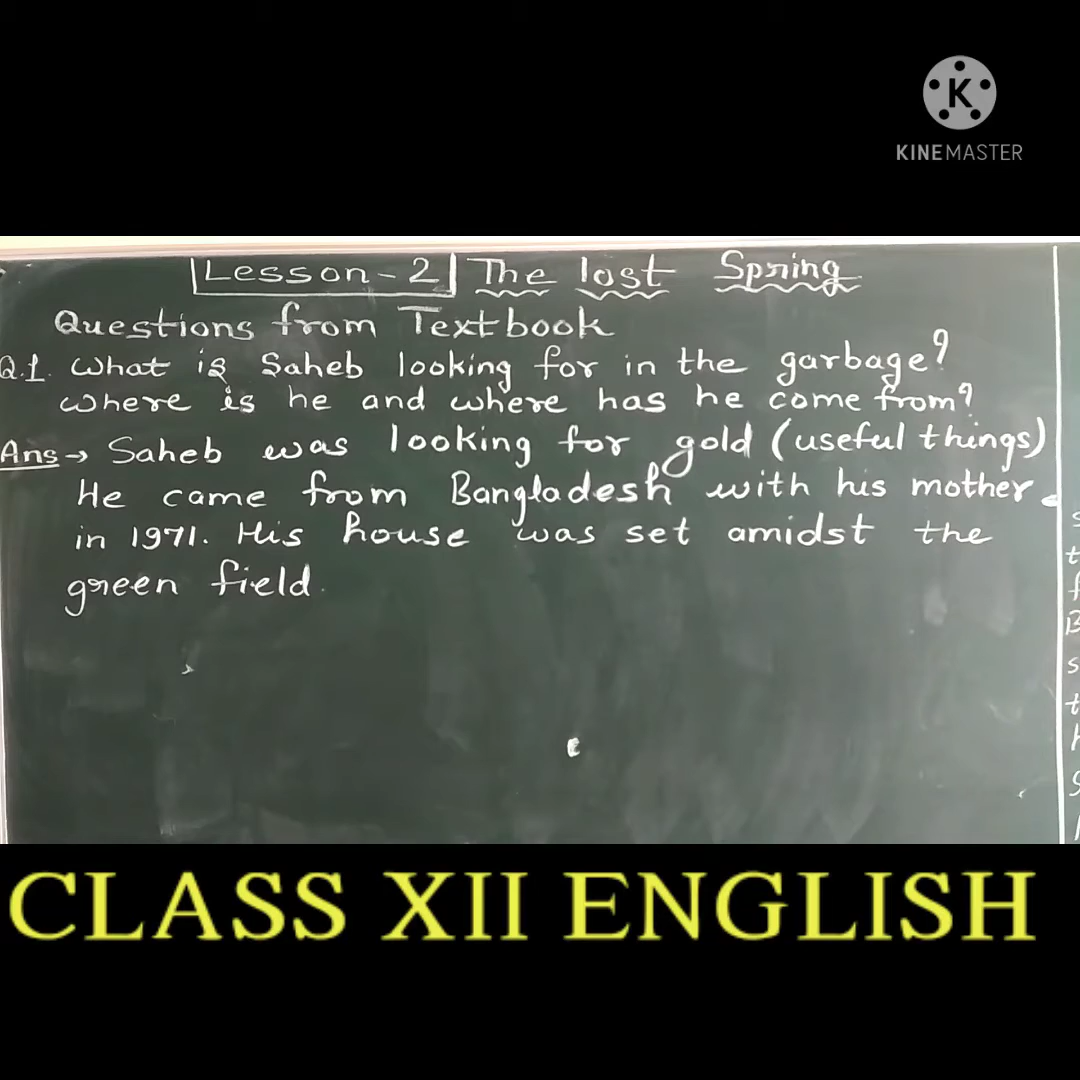 KINEMASTER
Lesson-2 The lost Spring
Questions from Textbook
Q.1. What is Saheb looking for in the garbage?
Where is he and where has he come from?
Ans→ Saheb was looking for gold (useful things)
He came from Bangladesh with his mother
in 1971. His house was set amidst the
green field.
CLASS XII ENGLISH